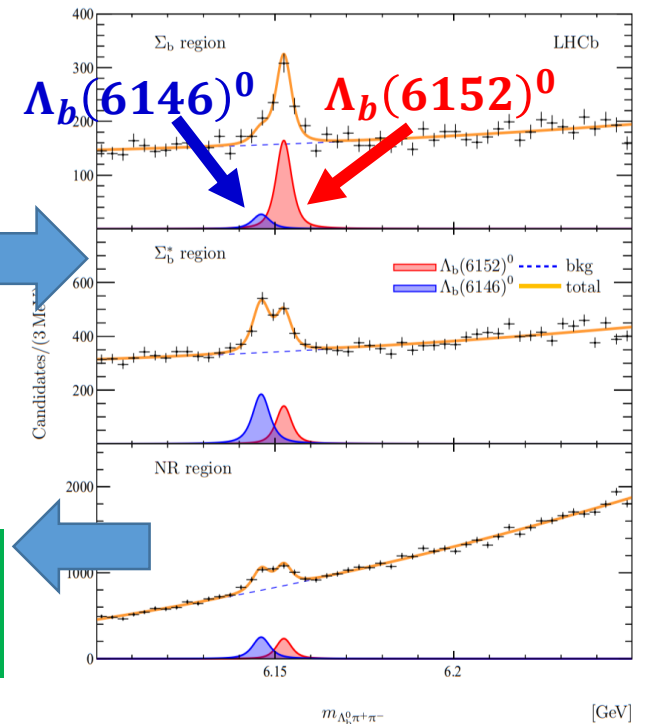 400
Σb region
LHCb
300
Λb(6146)⁰
Λb(6152)⁰
200
100
Σb* region
Λb(6152)⁰ bkg
Λb(6146)⁰ total
600
400
200
Candidates/(3 M
NR region
2000
1000
0
6.15
6.2
mΛb⁰π⁺π⁻
[GeV]